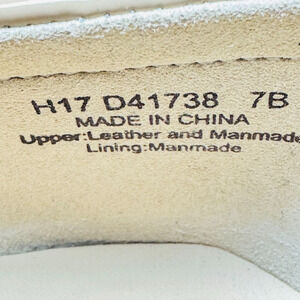 H17 D41738 7B
MADE IN CHINA
Upper:Leather and Manmade
Lining:Manmade